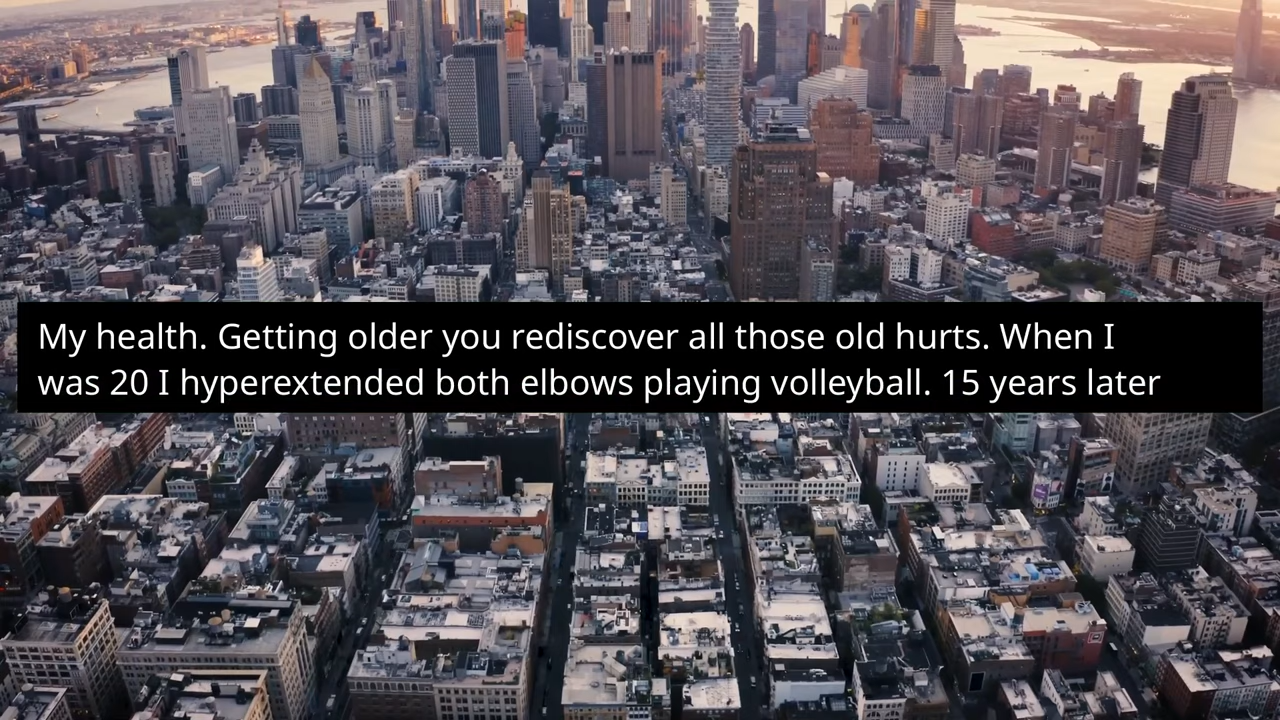 My health. Getting older you rediscover all those old hurts. When I
was 20 I hyperextended both elbows playing volleyball. 15 years later